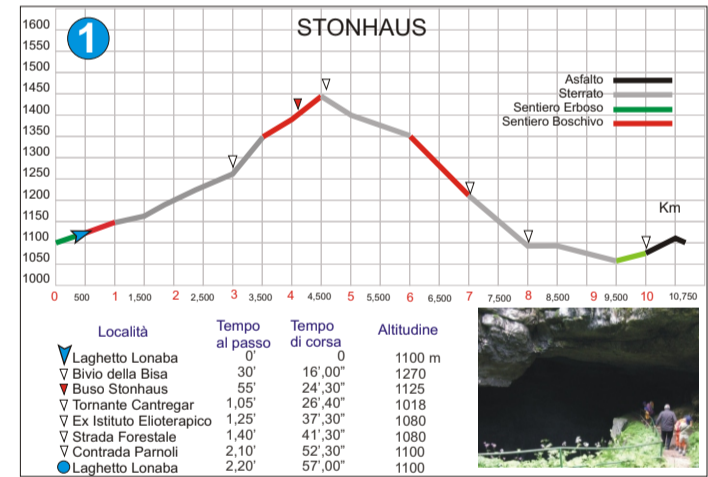 STONHAUS
1
1600
1550
1500
1450
1400
1350
1300
1250
1200
1150
1100
1050
1000
Asfalto
Sterrato
Sentiero Erboso
Sentiero Boschivo
Km
0 500 1 1,500 2 2,500 3 3,500 4 4,500 5 5,500 6 6,500 7 7,500 8 8,500 9 9,500 10 10,750
Località Tempo al passo Tempo di corsa Altitudine
Laghetto Lonaba 0' 0 1100 m
Bivio della Bisa 30' 16',00" 1270
Buso Stonhaus 55' 24',30" 1125
Tornante Cantregar 1,05' 26',40" 1018
Ex Istituto Elioterapico 1,25' 37',30" 1080
Strada Forestale 1,40' 41',30" 1080
Contrada Parnoli 2,10' 52',30" 1100
Laghetto Lonaba 2,20' 57',00" 1100